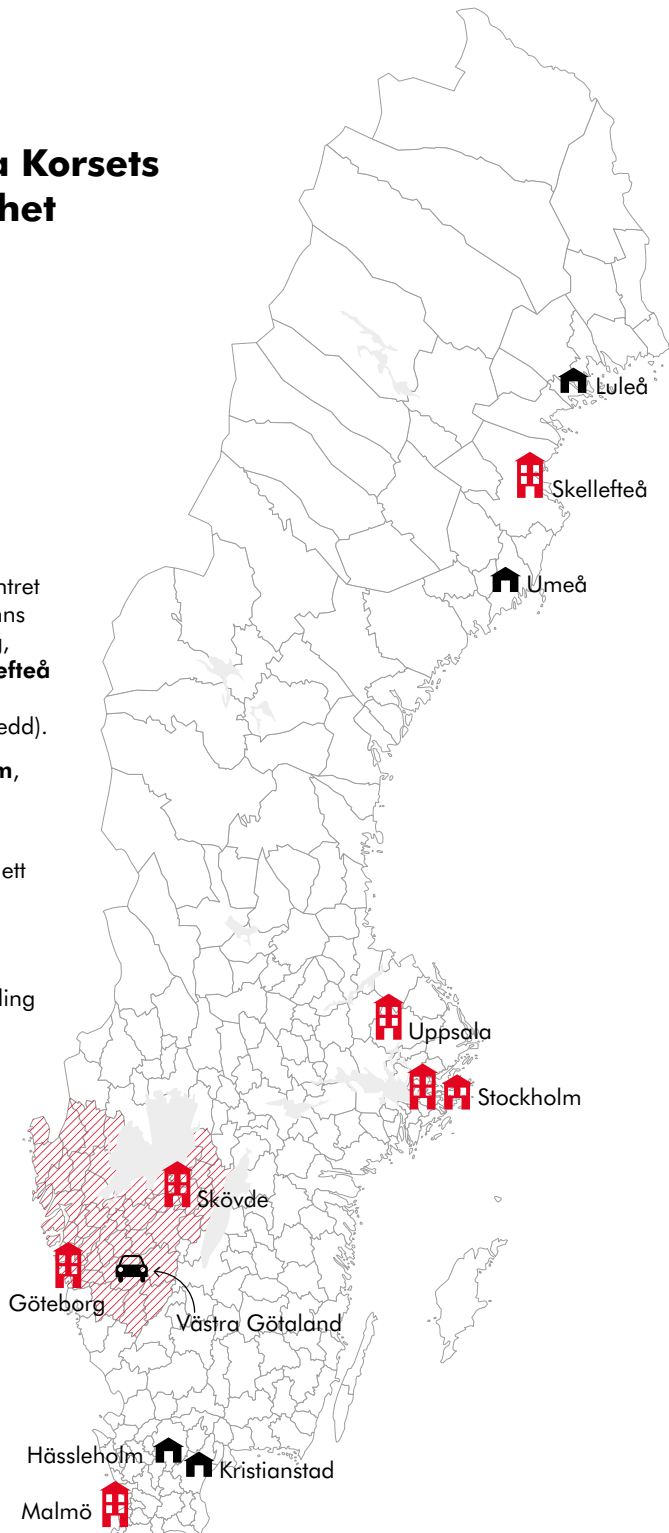 a Korsets
het
ntret
nns
,
efteå
edd).
m,
ett
ling
Luleå
Skellefteå
Umeå
Uppsala
Stockholm
Skövde
Göteborg
Västra Götaland
Hässleholm
Kristianstad
Malmö